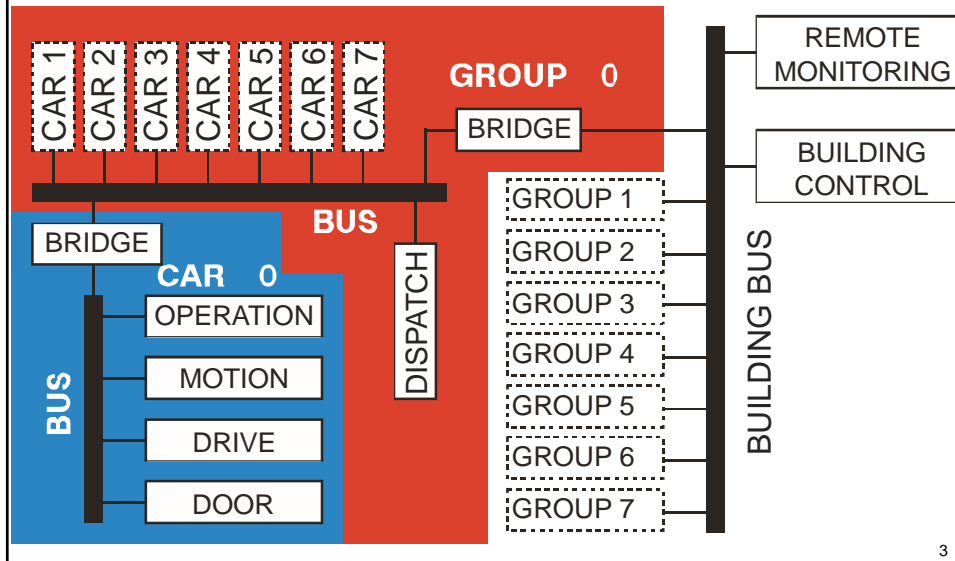 CAR 1
CAR 2
CAR 3
CAR 4
CAR 5
CAR 6
CAR 7
GROUP 0
BRIDGE
REMOTE
MONITORING
BUILDING
CONTROL
BUS
BRIDGE
CAR 0
OPERATION
MOTION
DRIVE
DOOR
BUS
DISPATCH
GROUP 1
GROUP 2
GROUP 3
GROUP 4
GROUP 5
GROUP 6
GROUP 7
BUILDING BUS
3